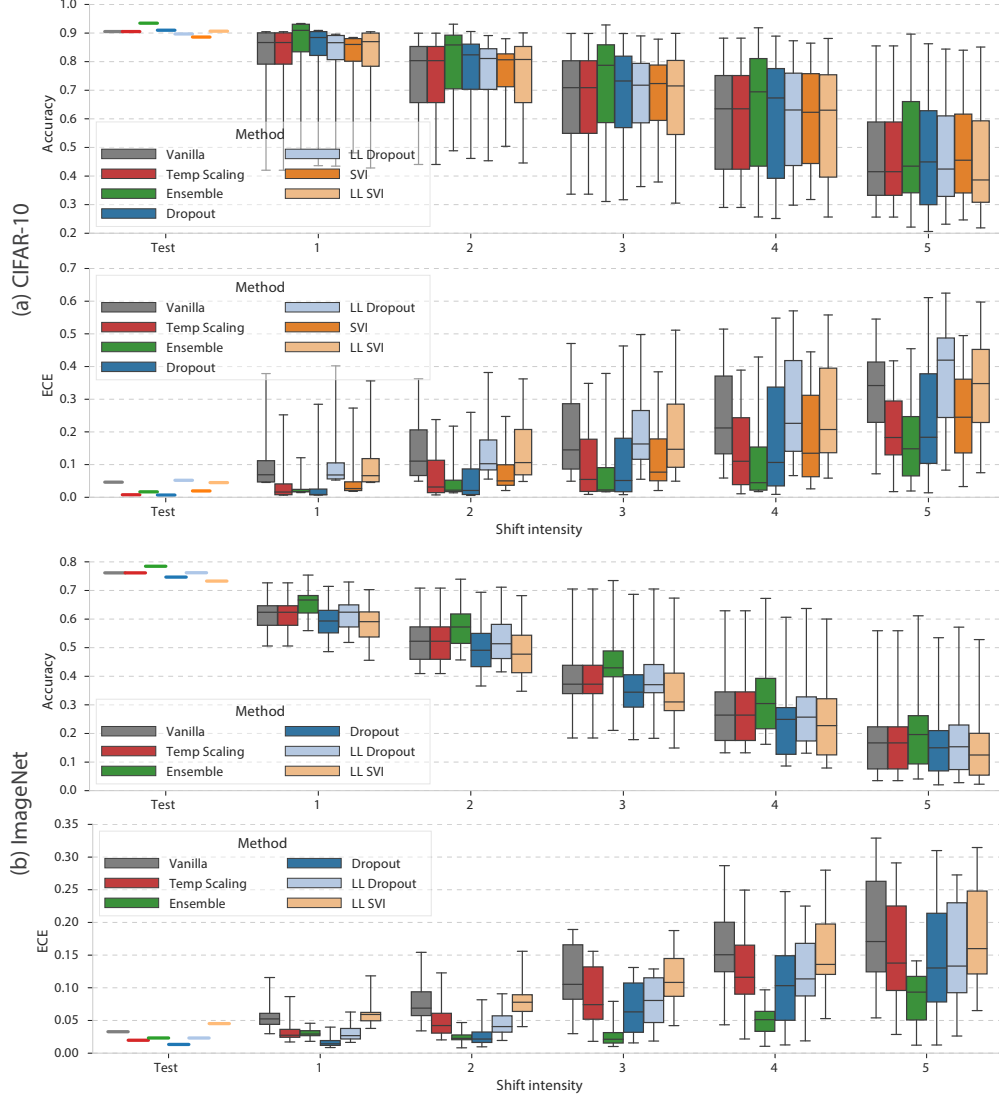 (a) CIFAR-10
Accuracy
1.0
0.9
0.8
0.7
0.6
0.5
0.4
0.3
0.2
Method
Vanilla
Temp Scaling
Ensemble
Dropout
LL Dropout
SVI
LL SVI
Test 1 2 3 4 5
ECE
0.7
0.6
0.5
0.4
0.3
0.2
0.1
0.0
Method
Vanilla
Temp Scaling
Ensemble
Dropout
LL Dropout
SVI
LL SVI
Test 1 2 3 4 5
Shift intensity
(b) ImageNet
Accuracy
0.8
0.7
0.6
0.5
0.4
0.3
0.2
0.1
0.0
Method
Vanilla
Temp Scaling
Ensemble
Dropout
LL Dropout
LL SVI
Test 1 2 3 4 5
ECE
0.35
0.30
0.25
0.20
0.15
0.10
0.05
0.00
Method
Vanilla
Temp Scaling
Ensemble
Dropout
LL Dropout
LL SVI
Test 1 2 3 4 5
Shift intensity